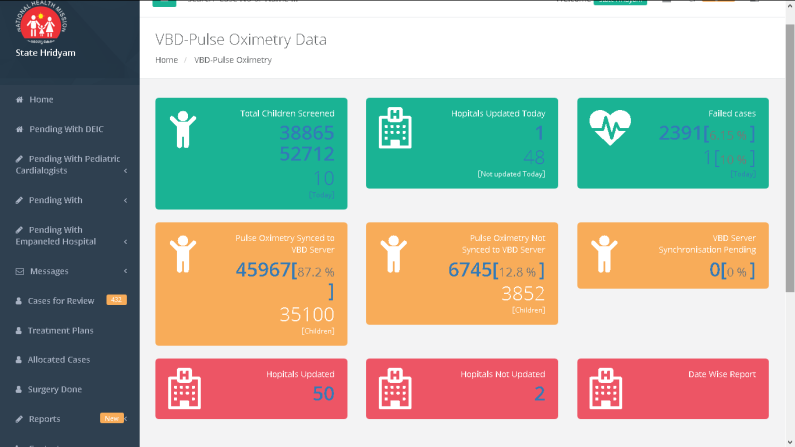 NATIONAL HEALTH MISSION
State Hridyam
Home
Pending With DEIC
Pending With Pediatric
Cardiologists
Pending With
Pending With
Empaneled Hospital
Messages
Cases for Review
Treatment Plans
Allocated Cases
Surgery Done
Reports New
VBD-Pulse Oximetry Data
Home / VBD-Pulse Oximetry
Total Children Screened
38865
52712
10
[Today]
Hopitals Updated Today
1
48
[Not updated Today]
Failed cases
2391[6.15 %]
1[10 %]
[Today]
Pulse Oximetry Synced to
VBD Server
45967[87.2 %
]
35100
[Children]
Pulse Oximetry Not
Synced to VBD Server
6745[12.8 %]
3852
[Children]
VBD Server
Synchronisation Pending
0[0 %]
Hopitals Updated
50
Hopitals Not Updated
2
Date Wise Report